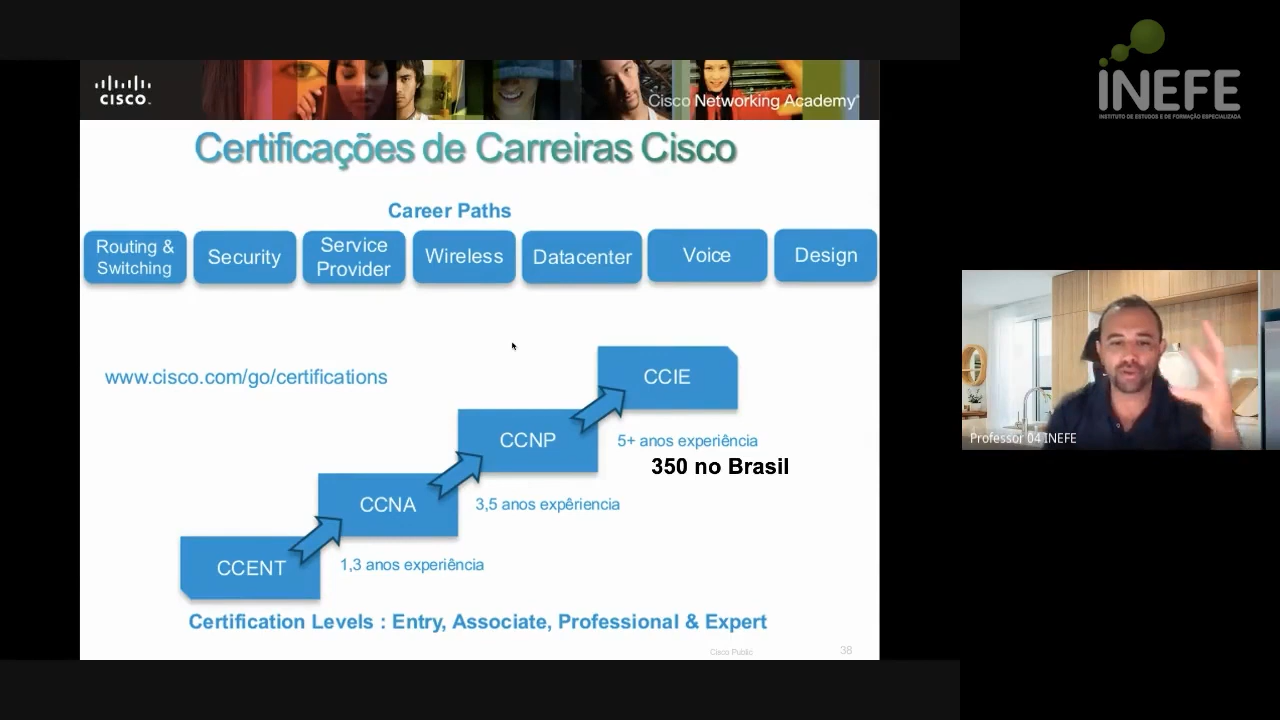 CISCO
Cisco Networking Academy
INEFE
INSTITUTO DE ESTUDOS E DE FORMAÇÃO ESPECIALIZADA
Certificações de Carreiras Cisco
Career Paths
Routing &
Switching
Security
Service
Provider
Wireless
Datacenter
Voice
Design
www.cisco.com/go/certifications
CCIE
CCNP
5+ anos experiência
350 no Brasil
CCNA
3,5 anos expêriencia
CCENT
1,3 anos experiência
Certification Levels : Entry, Associate, Professional & Expert
Cisco Public
38
Professor 04 INEFE